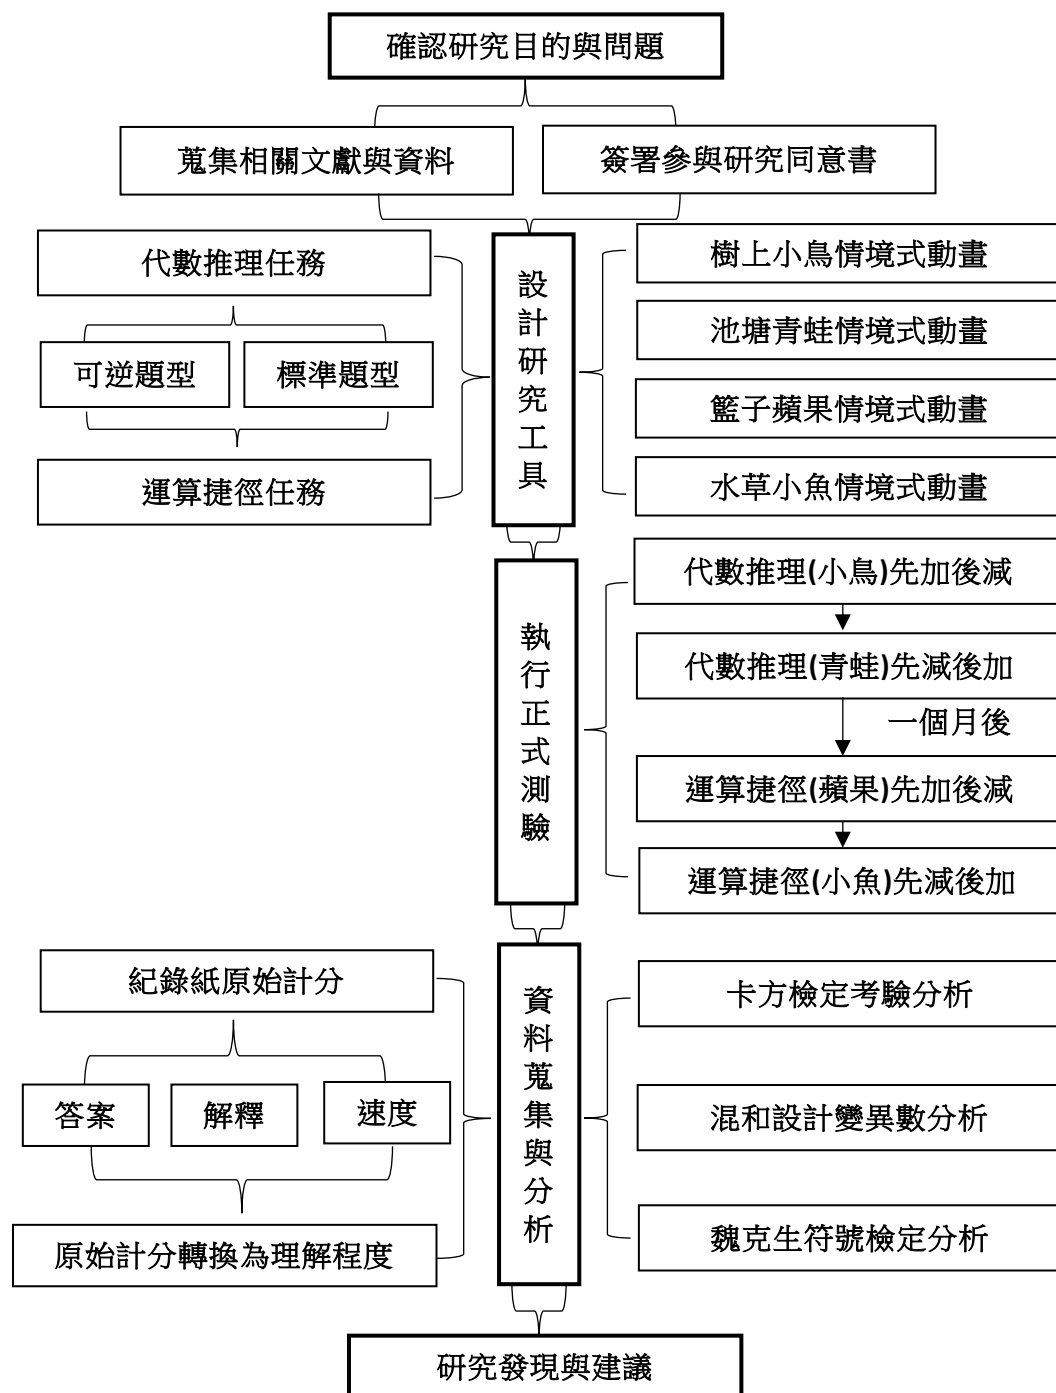 確認研究目的與問題
蒐集相關文獻與資料
簽署參與研究同意書
設計研究工具
代數推理任務
可逆題型
標準題型
運算捷徑任務
樹上小鳥情境式動畫
池塘青蛙情境式動畫
籃子蘋果情境式動畫
水草小魚情境式動畫
執行正式測驗
代數推理(小鳥)先加後減
代數推理(青蛙)先減後加
一個月後
運算捷徑(蘋果)先加後減
運算捷徑(小魚)先減後加
資料蒐集與分析
紀錄紙原始計分
答案
解釋
速度
原始計分轉換為理解程度
卡方檢定考驗分析
混和設計變異數分析
魏克生符號檢定分析
研究發現與建議